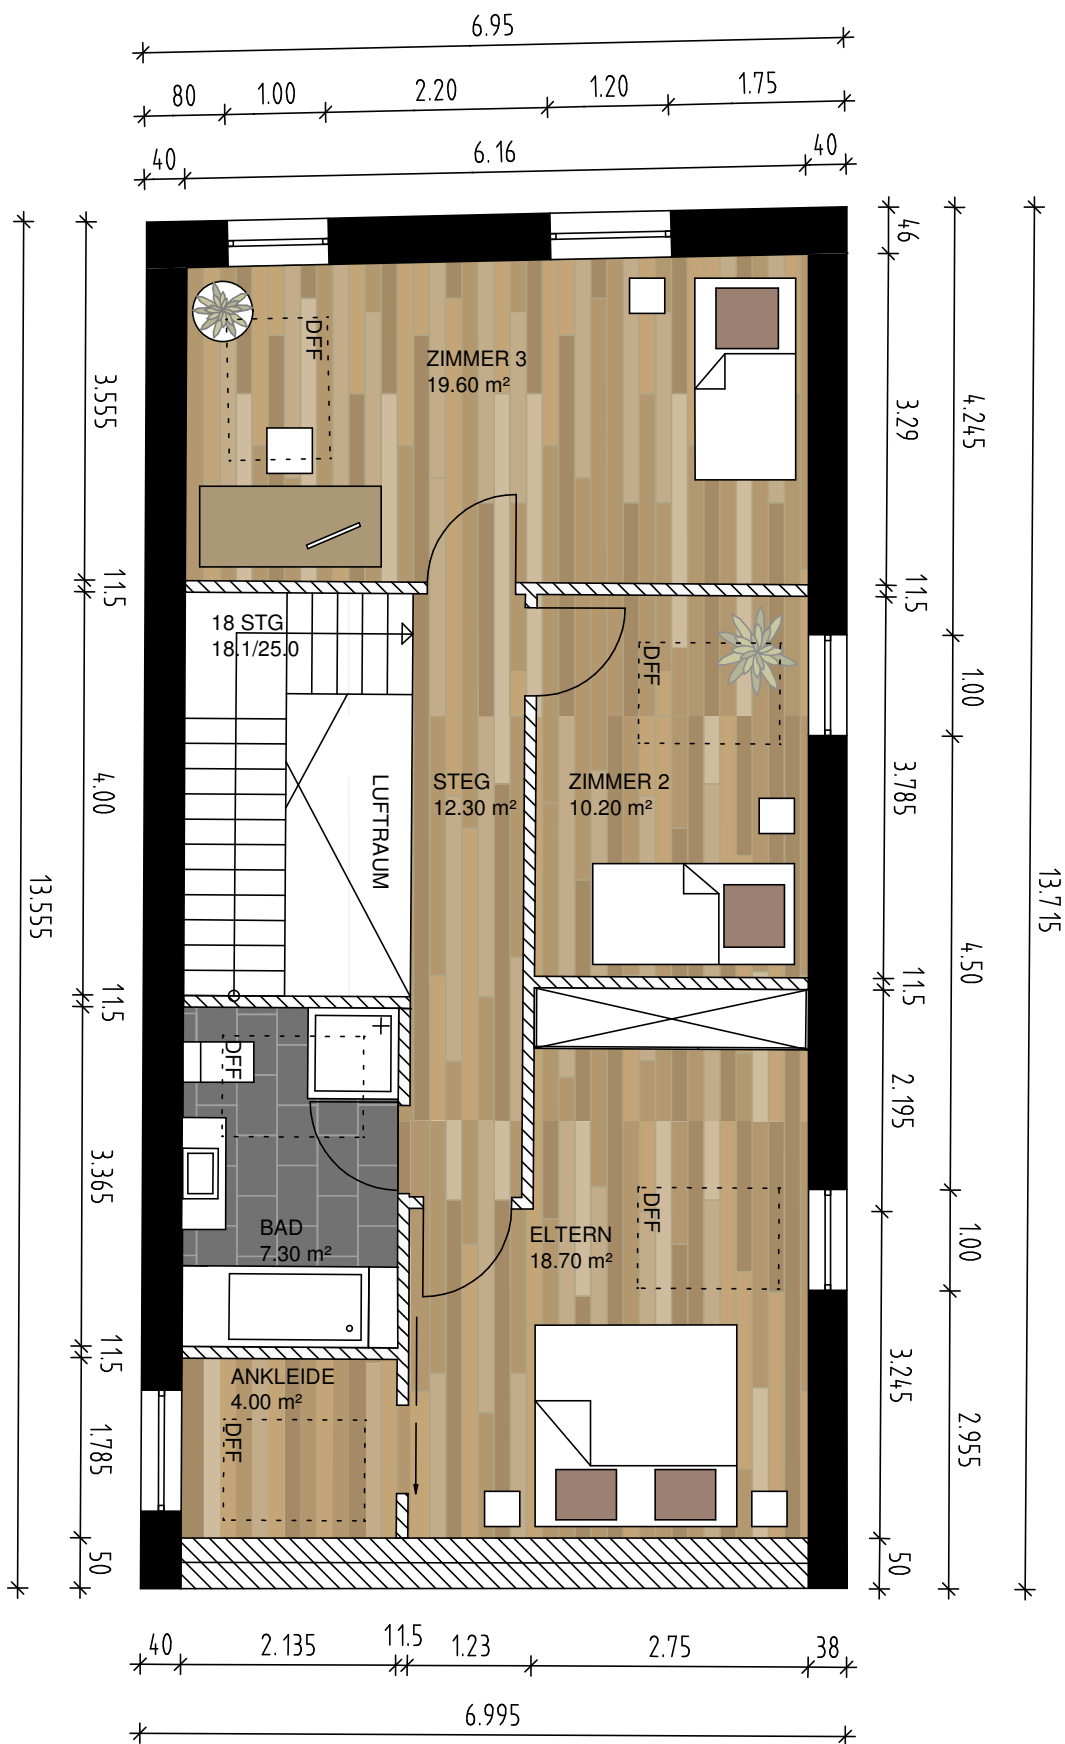 6.95
80 1.00 2.20 1.20 1.75
40 6.16 40
46
3.555
3.29
4.245
DFF
ZIMMER 3
19.60 m²
11.5
11.5
18 STG
18.1/25.0
DFF
1.00
4.00
LUFTRAUM
STEG
12.30 m²
ZIMMER 2
10.20 m²
3.785
13.555
13.715
4.50
11.5
11.5
DFF
2.195
3.365
BAD
7.30 m²
DFF
ELTERN
18.70 m²
1.00
11.5
ANKLEIDE
4.00 m²
DFF
3.245
1.785
2.955
50
50
40 2.135 11.5 1.23 2.75 38
6.995